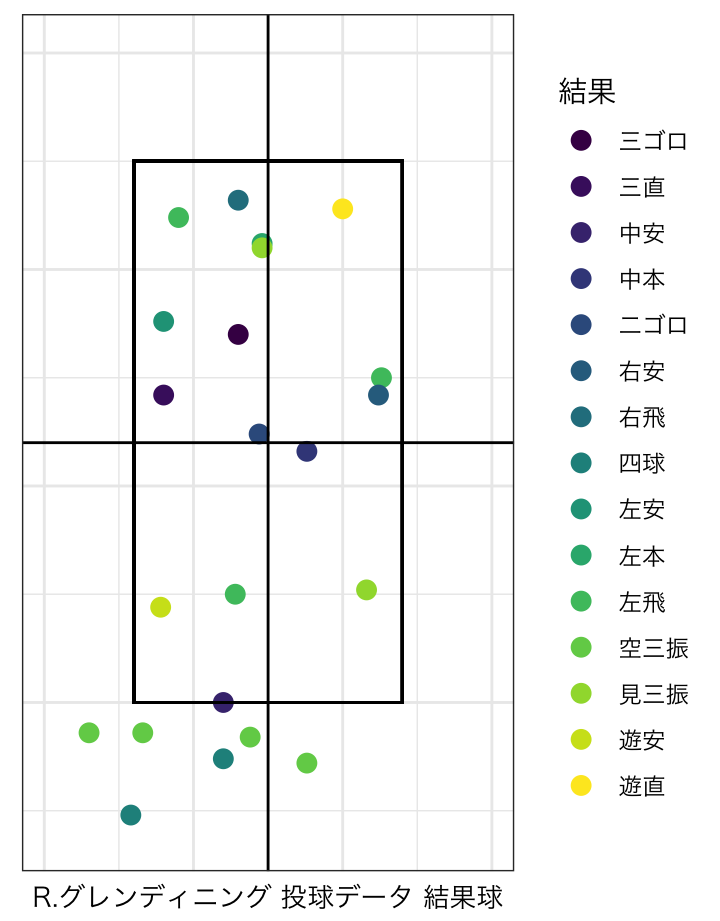 結果
三ゴロ
三直
中安
中本
二ゴロ
右安
右飛
四球
左安
左本
左飛
空三振
見三振
遊安
遊直
R.グレンディニング 投球データ 結果球